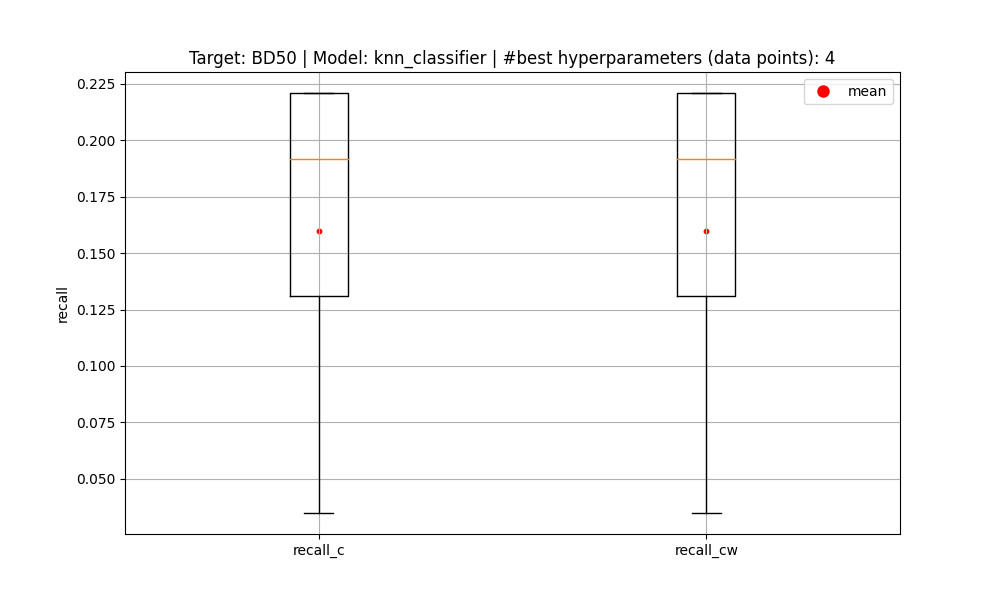 Target: BD50 | Model: knn_classifier | #best hyperparameters (data points): 4
mean
0.225
0.200
0.175
0.150
0.125
0.100
0.075
0.050
recall
recall_c
recall_cw